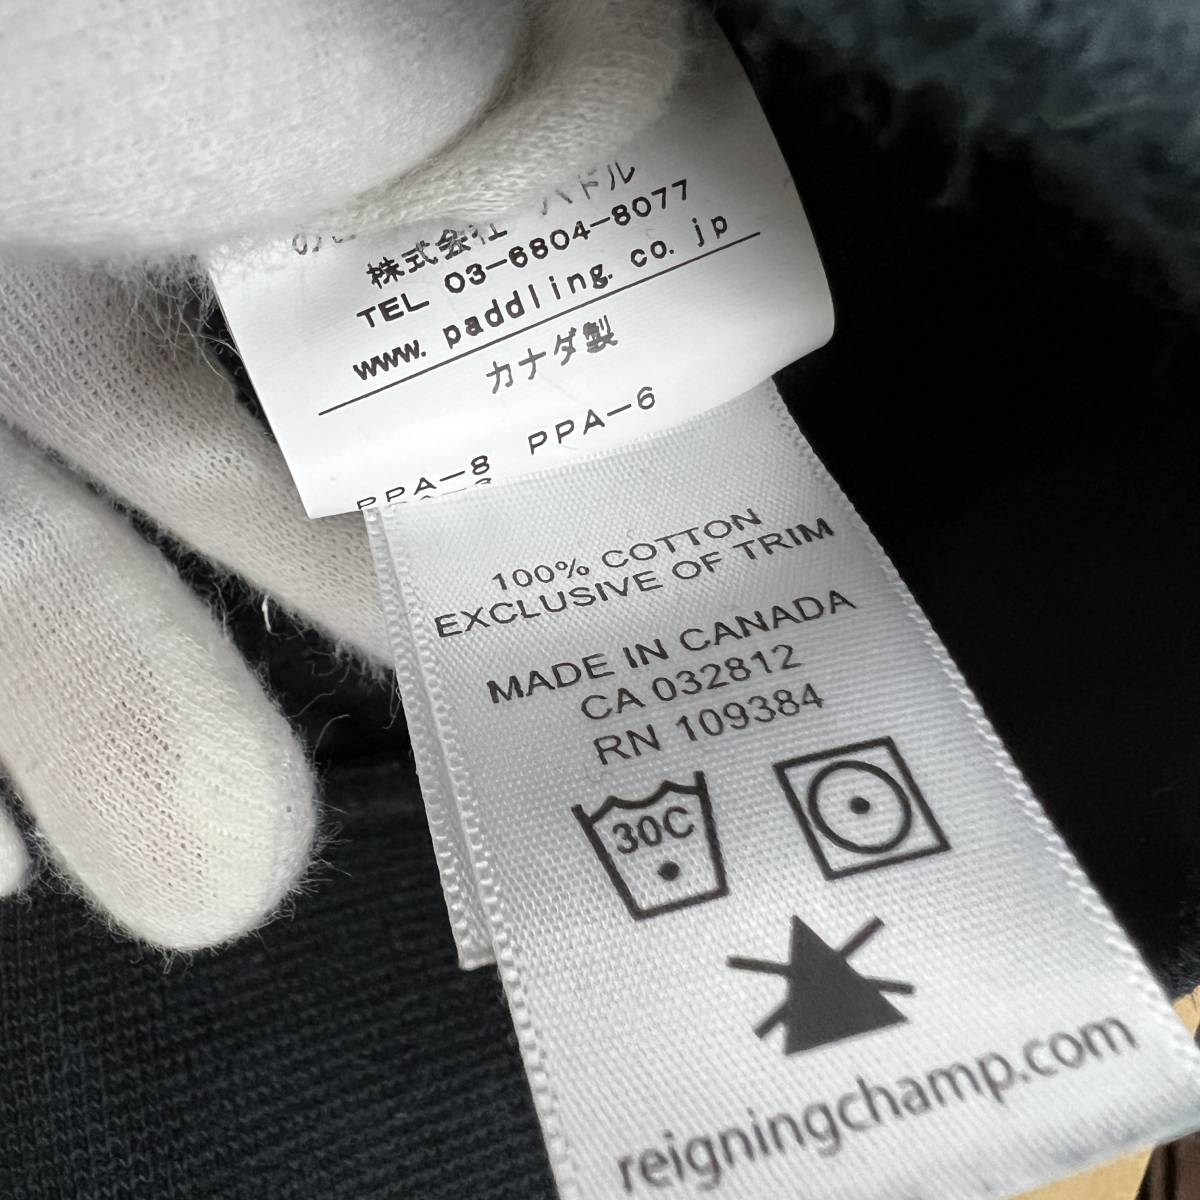 株式会社 パドル
TEL 03-6804-8077
www.paddling.co.jp
カナダ製
PPA-8 PPA-6
100% COTTON
EXCLUSIVE OF TRIM
MADE IN CANADA
CA 032812
RN 109384
30C
reigningchamp.com